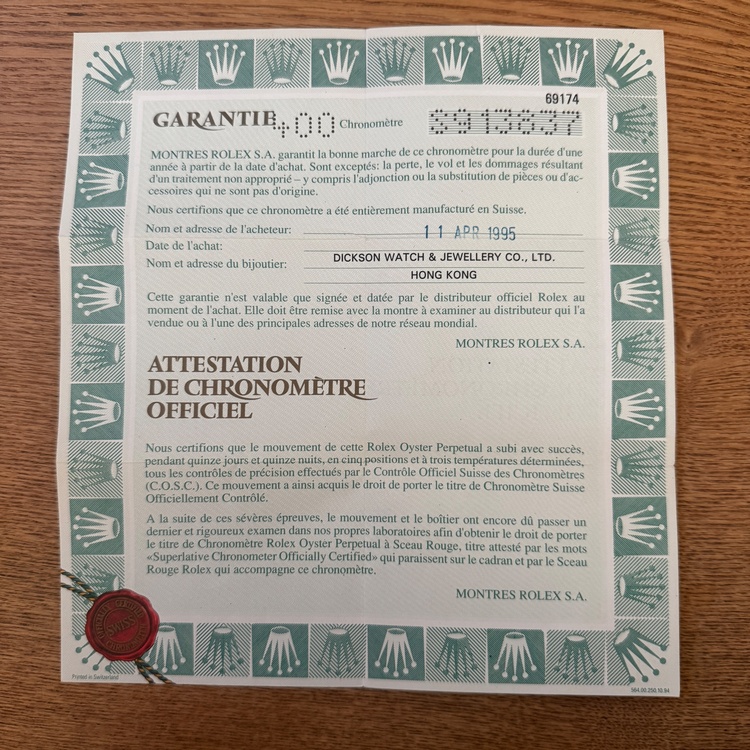 69174
GARANTIE 400 Chronomètre S913637
MONTRES ROLEX S.A. garantit la bonne marche de ce chronomètre pour la durée d'une
année à partir de la date d'achat. Sont exceptés: la perte, le vol et les dommages résultant
d'un traitement non approprié – y compris l'adjonction ou la substitution de pièces ou d'ac-
cessoires qui ne sont pas d'origine.
Nous certifions que ce chronomètre a été entièrement manufacturé en Suisse.
Nom et adresse de l'acheteur:
11 APR 1995
Date de l'achat:
DICKSON WATCH & JEWELLERY CO., LTD.
Nom et adresse du bijoutier:
HONG KONG
Cette garantie n'est valable que signée et datée par le distributeur officiel Rolex au
moment de l'achat. Elle doit être remise avec la montre à examiner au distributeur qui l'a
vendue ou à l'une des principales adresses de notre réseau mondial.
MONTRES ROLEX S.A.
ATTESTATION
DE CHRONOMÈTRE
OFFICIEL
Nous certifions que le mouvement de cette Rolex Oyster Perpetual a subi avec succès,
pendant quinze jours et quinze nuits, en cinq positions et à trois températures déterminées,
tous les contrôles de précision effectués par le Contrôle Officiel Suisse des Chronomètres
(C.O.S.C.). Ce mouvement a ainsi acquis le droit de porter le titre de Chronomètre Suisse
Officiellement Contrôlé.
A la suite de ces sévères épreuves, le mouvement et le boîtier ont encore dû passer un
dernier et rigoureux examen dans nos propres laboratoires afin d'obtenir le droit de porter
le titre de Chronomètre Rolex Oyster Perpetual à Sceau Rouge, titre attesté par les mots
«Superlative Chronometer Officially Certified» qui paraissent sur le cadran et par le Sceau
Rouge Rolex qui accompagne ce chronomètre.
MONTRES ROLEX S.A.
Printed in Switzerland
564.00.250.10.94